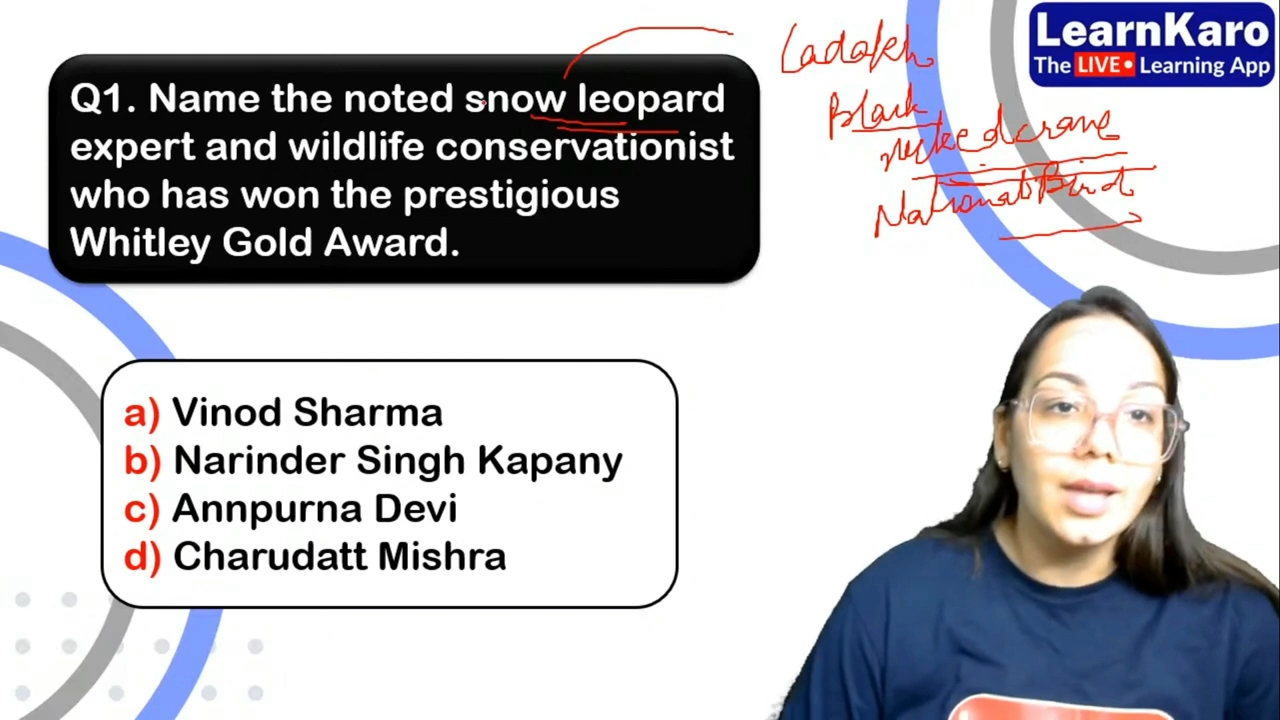 LearnKaro
The LIVE Learning App
Q1. Name the noted snow leopard
expert and wildlife conservationist
who has won the prestigious
Whitley Gold Award.
Ladakh
Black
necked crane
National Bird
a) Vinod Sharma
b) Narinder Singh Kapany
c) Annpurna Devi
d) Charudatt Mishra